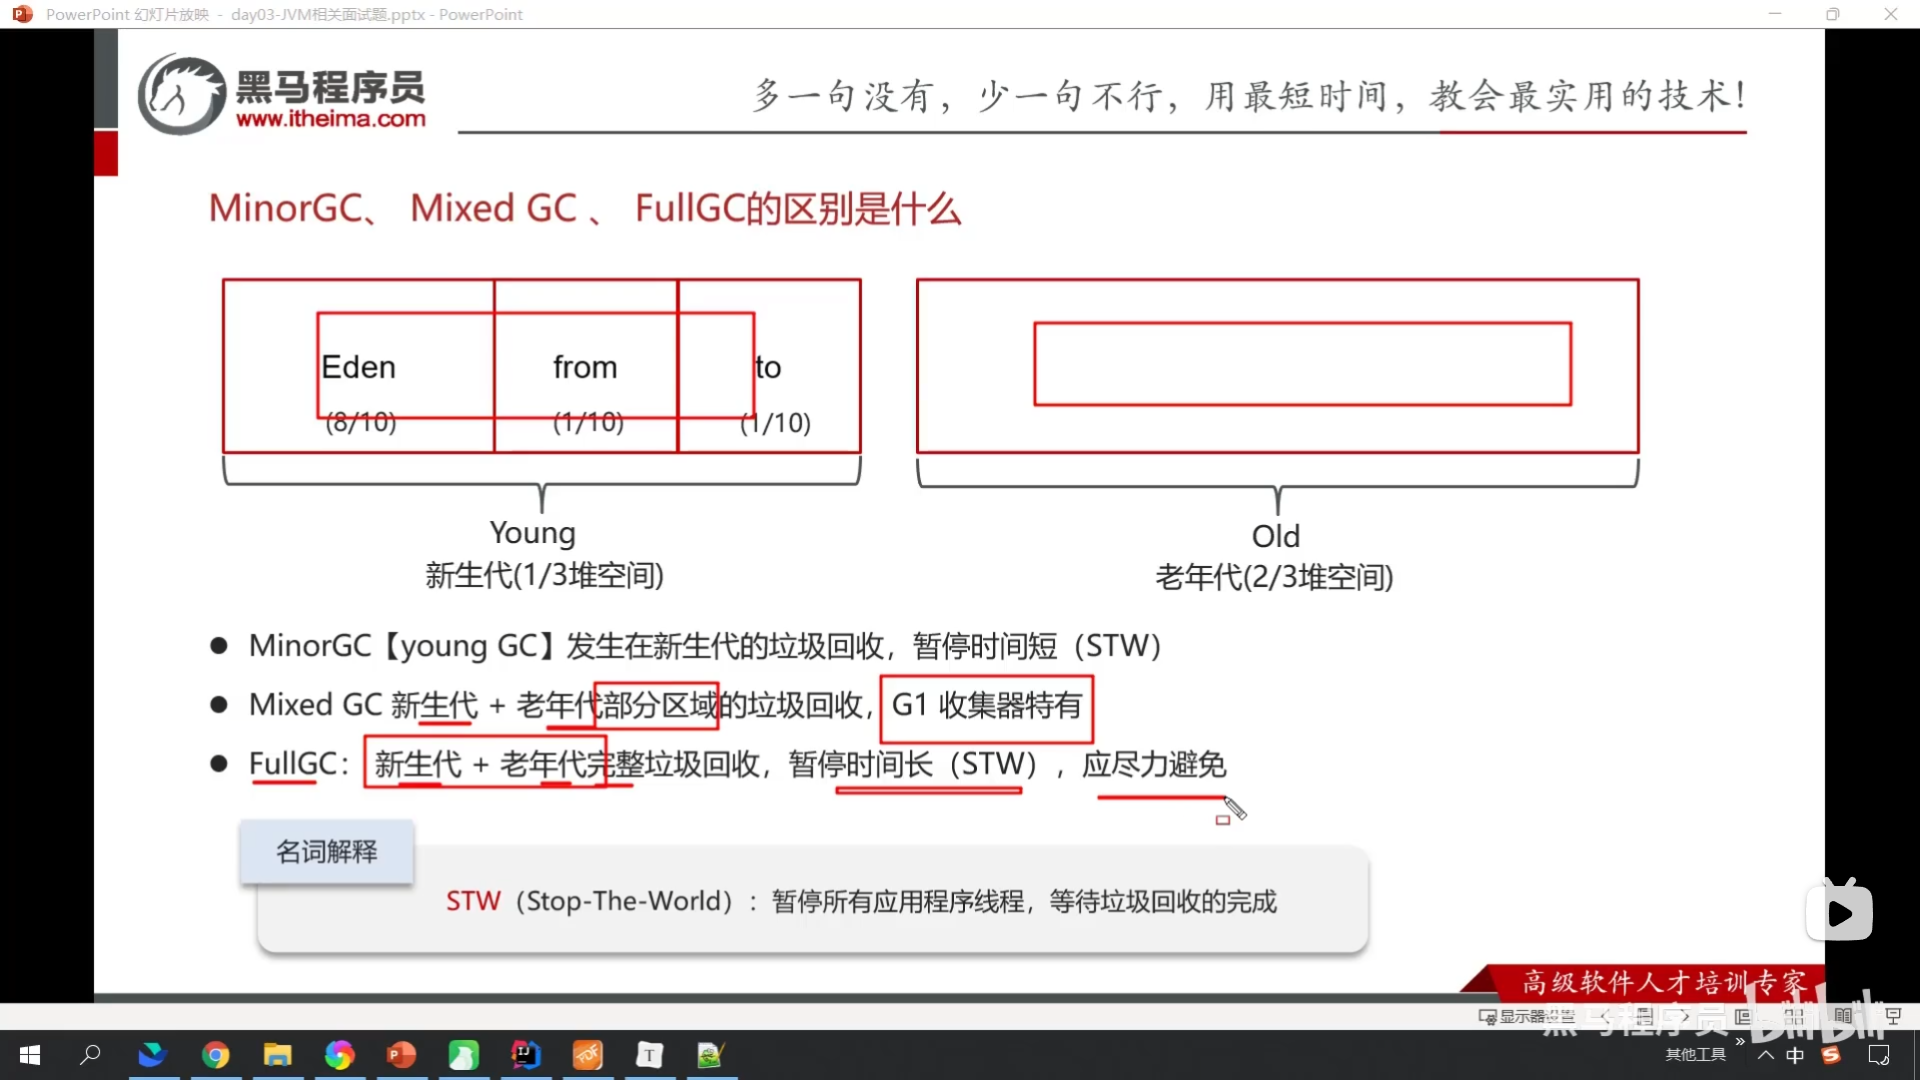 PowerPoint 幻灯片放映 - day03-JVM相关面试题.pptx - PowerPoint
黑马程序员
www.itheima.com
多一句没有，少一句不行，用最短时间，教会最实用的技术！
MinorGC、 Mixed GC 、 FullGC的区别是什么
Eden from to
(8/10) (1/10) (1/10)
Young Old
新生代(1/3堆空间) 老年代(2/3堆空间)
● MinorGC【young GC】发生在新生代的垃圾回收，暂停时间短（STW）
● Mixed GC 新生代 + 老年代部分区域的垃圾回收，G1 收集器特有
● FullGC： 新生代 + 老年代完整垃圾回收，暂停时间长（STW），应尽力避免
名词解释
STW（Stop-The-World）：暂停所有应用程序线程，等待垃圾回收的完成
高级软件人才培训专家
显示器设置
黑马程序员 bilibili
其他工具 » 中